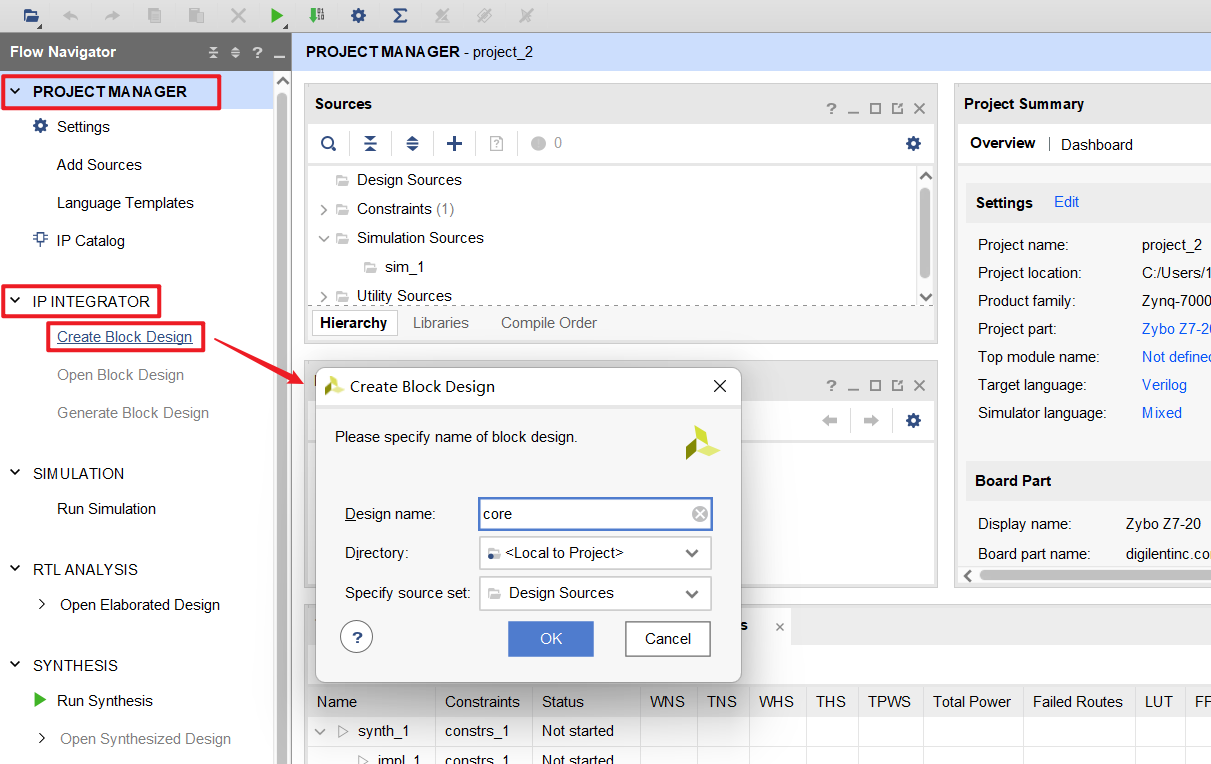 Flow Navigator
?
PROJECT MANAGER
Settings
Add Sources
Language Templates
IP Catalog
IP INTEGRATOR
Create Block Design
Open Block Design
Generate Block Design
SIMULATION
Run Simulation
RTL ANALYSIS
Open Elaborated Design
SYNTHESIS
Run Synthesis
Open Synthesized Design
PROJECT MANAGER - project_2
Sources
?
0
Design Sources
Constraints (1)
Simulation Sources
sim_1
Utility Sources
Hierarchy Libraries Compile Order
?
Create Block Design
Please specify name of block design.
Design name: core
Directory: <Local to Project>
Specify source set: Design Sources
?
OK
Cancel
Project Summary
Overview | Dashboard
Settings Edit
Project name: project_2
Project location: C:/Users/1
Product family: Zynq-7000
Project part: Zybo Z7-20
Top module name: Not defined
Target language: Verilog
Simulator language: Mixed
Board Part
Display name: Zybo Z7-20
Board part name: digilentinc.co
s
Name Constraints Status WNS TNS WHS THS TPWS Total Power Failed Routes LUT FF
synth_1 constrs_1 Not started
impl_1 constrs_1 Not started